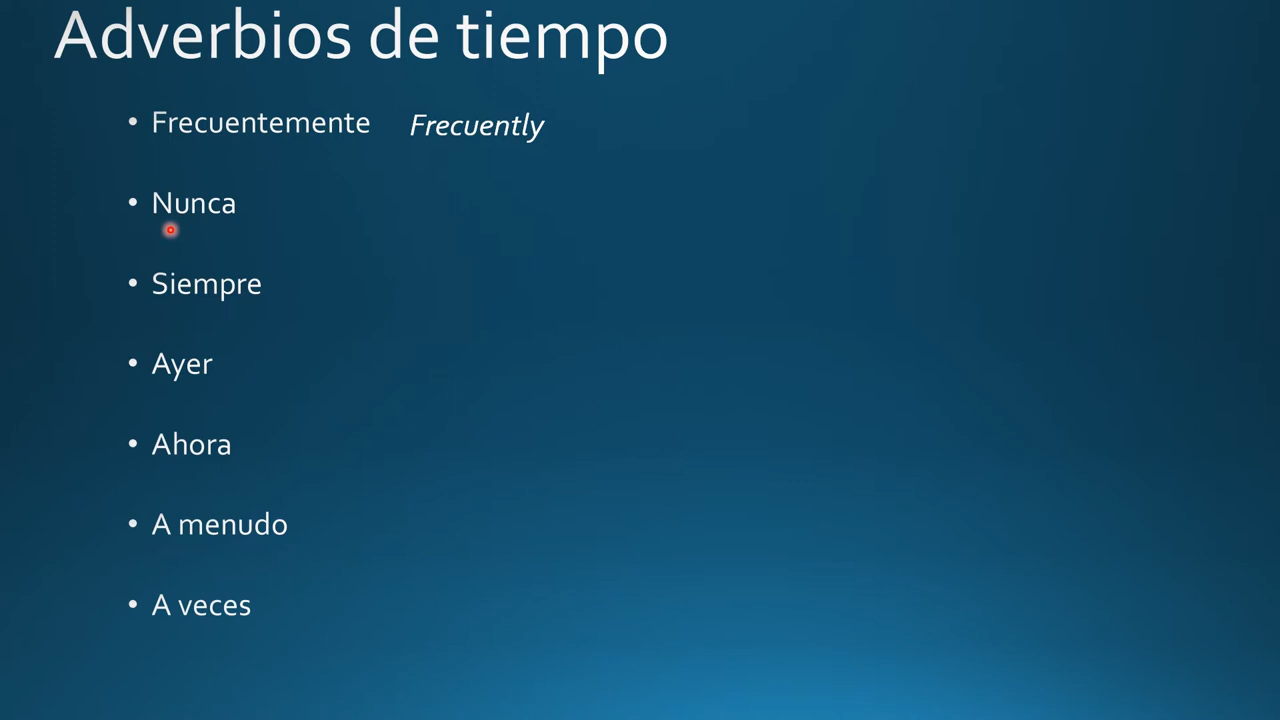 Adverbios de tiempo
• Frecuentemente Frecuently
• Nunca
• Siempre
• Ayer
• Ahora
• A menudo
• A veces